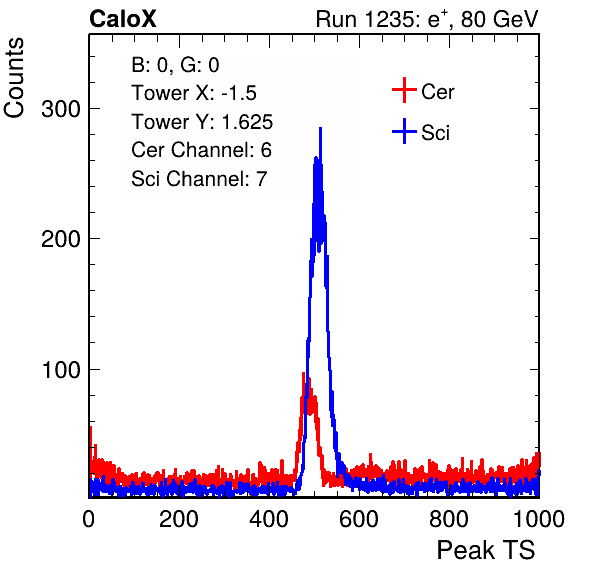 CaloX Run 1235: e⁺, 80 GeV
Counts
B: 0, G: 0
Tower X: -1.5
Tower Y: 1.625
Cer Channel: 6
Sci Channel: 7
Cer
Sci
300
200
100
0 200 400 600 800 1000
Peak TS